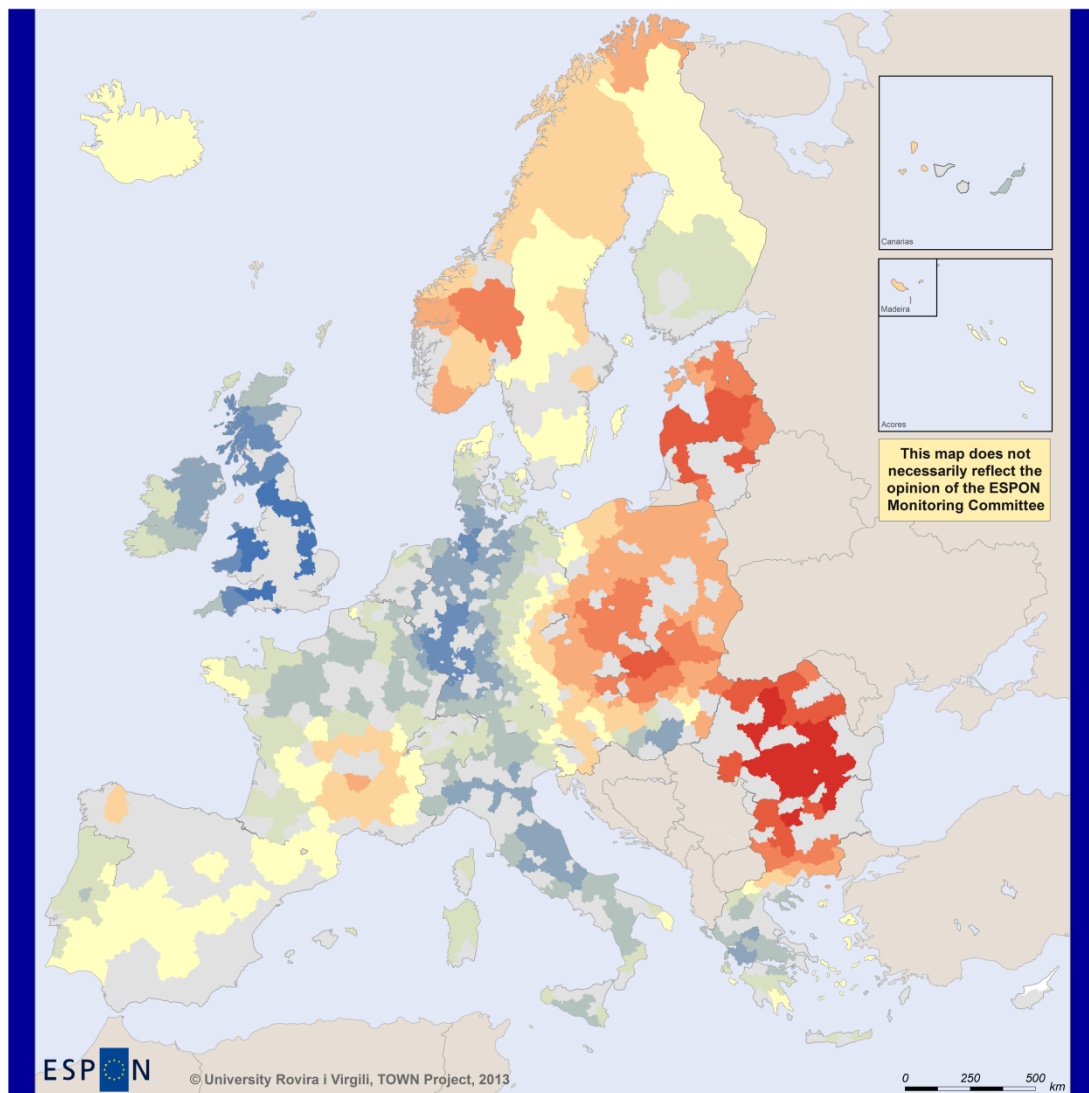 Canarias
Madeira
Acores
This map does not
necessarily reflect the
opinion of the ESPON
Monitoring Committee
ESPON
© University Rovira i Virgili, TOWN Project, 2013
0 250 500
km